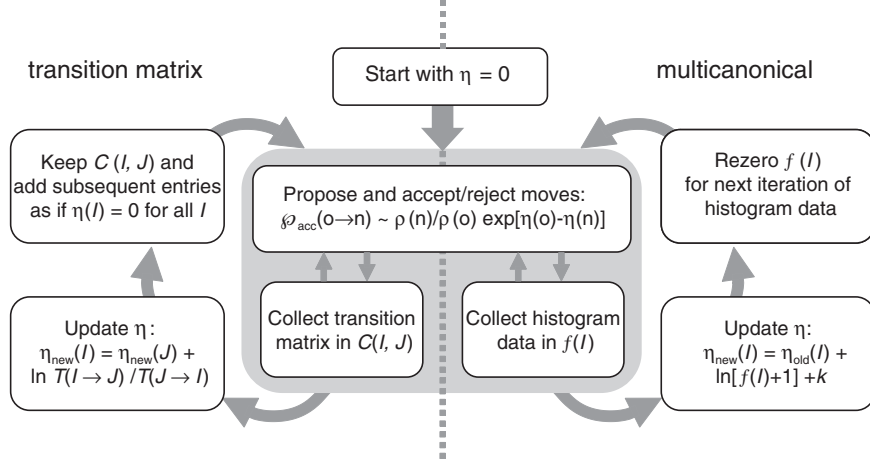 transition matrix
Start with η = 0
multicanonical
Keep C (I, J) and
add subsequent entries
as if η(I) = 0 for all I
Propose and accept/reject moves:
℘acc(o→n) ~ ρ(n)/ρ(o) exp[η(o)-η(n)]
Rezero f (I)
for next iteration of
histogram data
Update η:
ηnew(I) = ηnew(J) +
ln T(I → J) /T(J → I)
Collect transition
matrix in C(I, J)
Collect histogram
data in f(I)
Update η:
ηnew(I) = ηold(I) +
ln[f(I)+1] +k